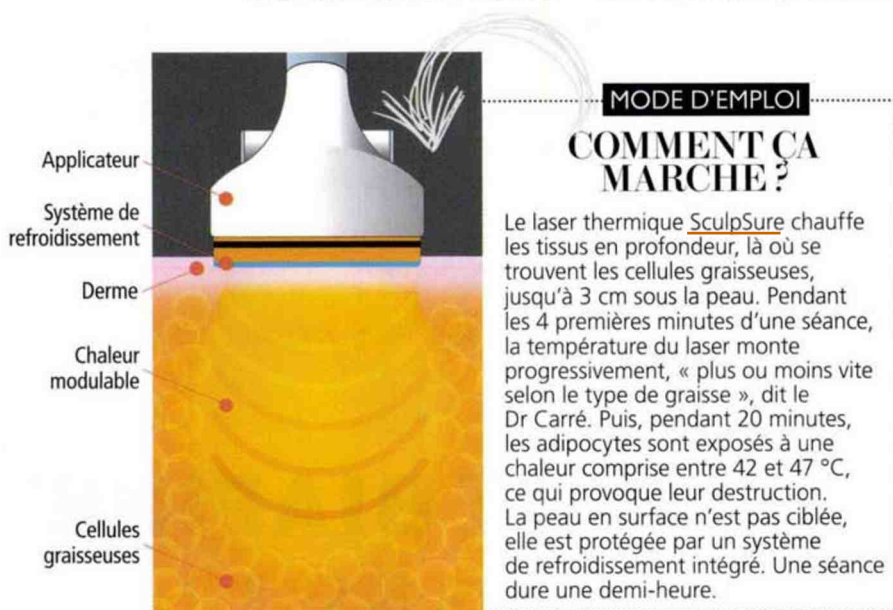 Applicateur
Système de
refroidissement
Derme
Chaleur
modulable
Cellules
graisseuses
MODE D'EMPLOI
COMMENT ÇA
MARCHE ?
Le laser thermique SculpSure chauffe
les tissus en profondeur, là où se
trouvent les cellules graisseuses,
jusqu'à 3 cm sous la peau. Pendant
les 4 premières minutes d'une séance,
la température du laser monte
progressivement, « plus ou moins vite
selon le type de graisse », dit le
Dr Carré. Puis, pendant 20 minutes,
les adipocytes sont exposés à une
chaleur comprise entre 42 et 47 °C,
ce qui provoque leur destruction.
La peau en surface n'est pas ciblée,
elle est protégée par un système
de refroidissement intégré. Une séance
dure une demi-heure.